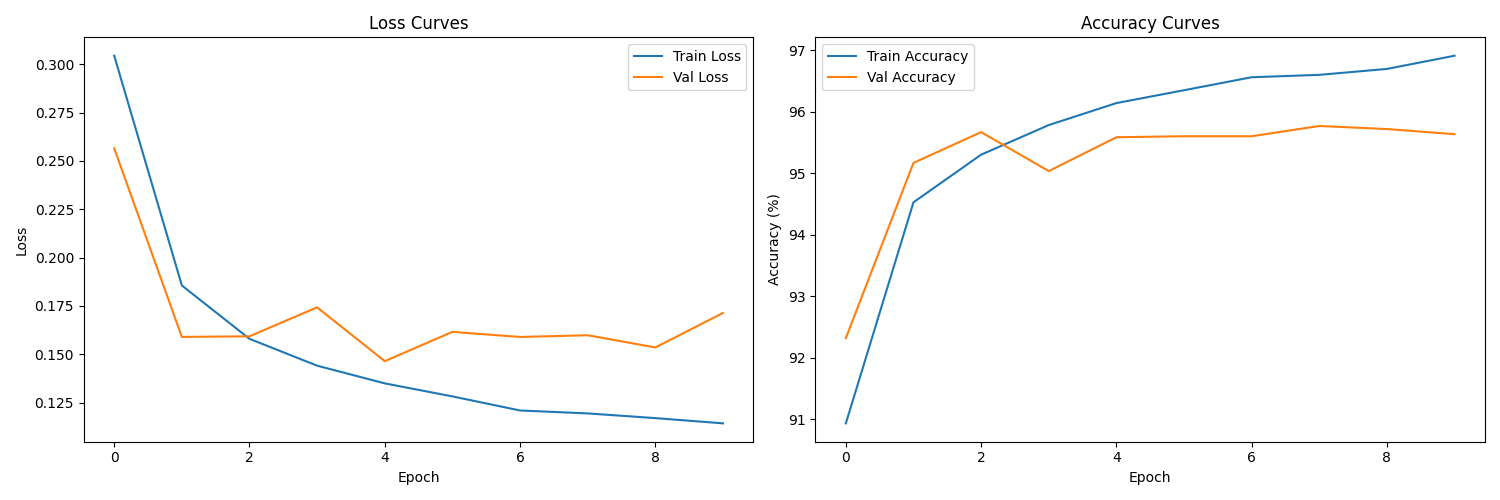 Loss Curves
Train Loss
Val Loss
0.300
0.275
0.250
0.225
0.200
0.175
0.150
0.125
Loss
0 2 4 6 8
Epoch
Accuracy Curves
Train Accuracy
Val Accuracy
97
96
95
94
93
92
91
Accuracy (%)
0 2 4 6 8
Epoch